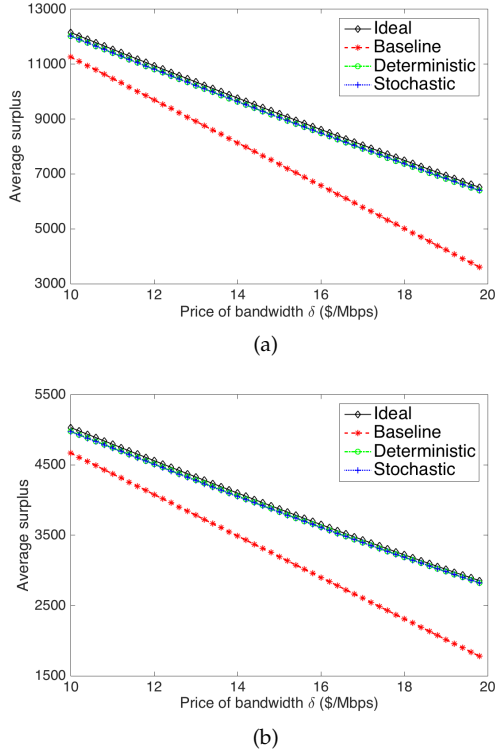 13000
11000
9000
7000
5000
3000
Average surplus
Ideal
Baseline
Deterministic
Stochastic
10 12 14 16 18 20
Price of bandwidth δ ($/Mbps)
(a)
5500
4500
3500
2500
1500
Average surplus
Ideal
Baseline
Deterministic
Stochastic
10 12 14 16 18 20
Price of bandwidth δ ($/Mbps)
(b)